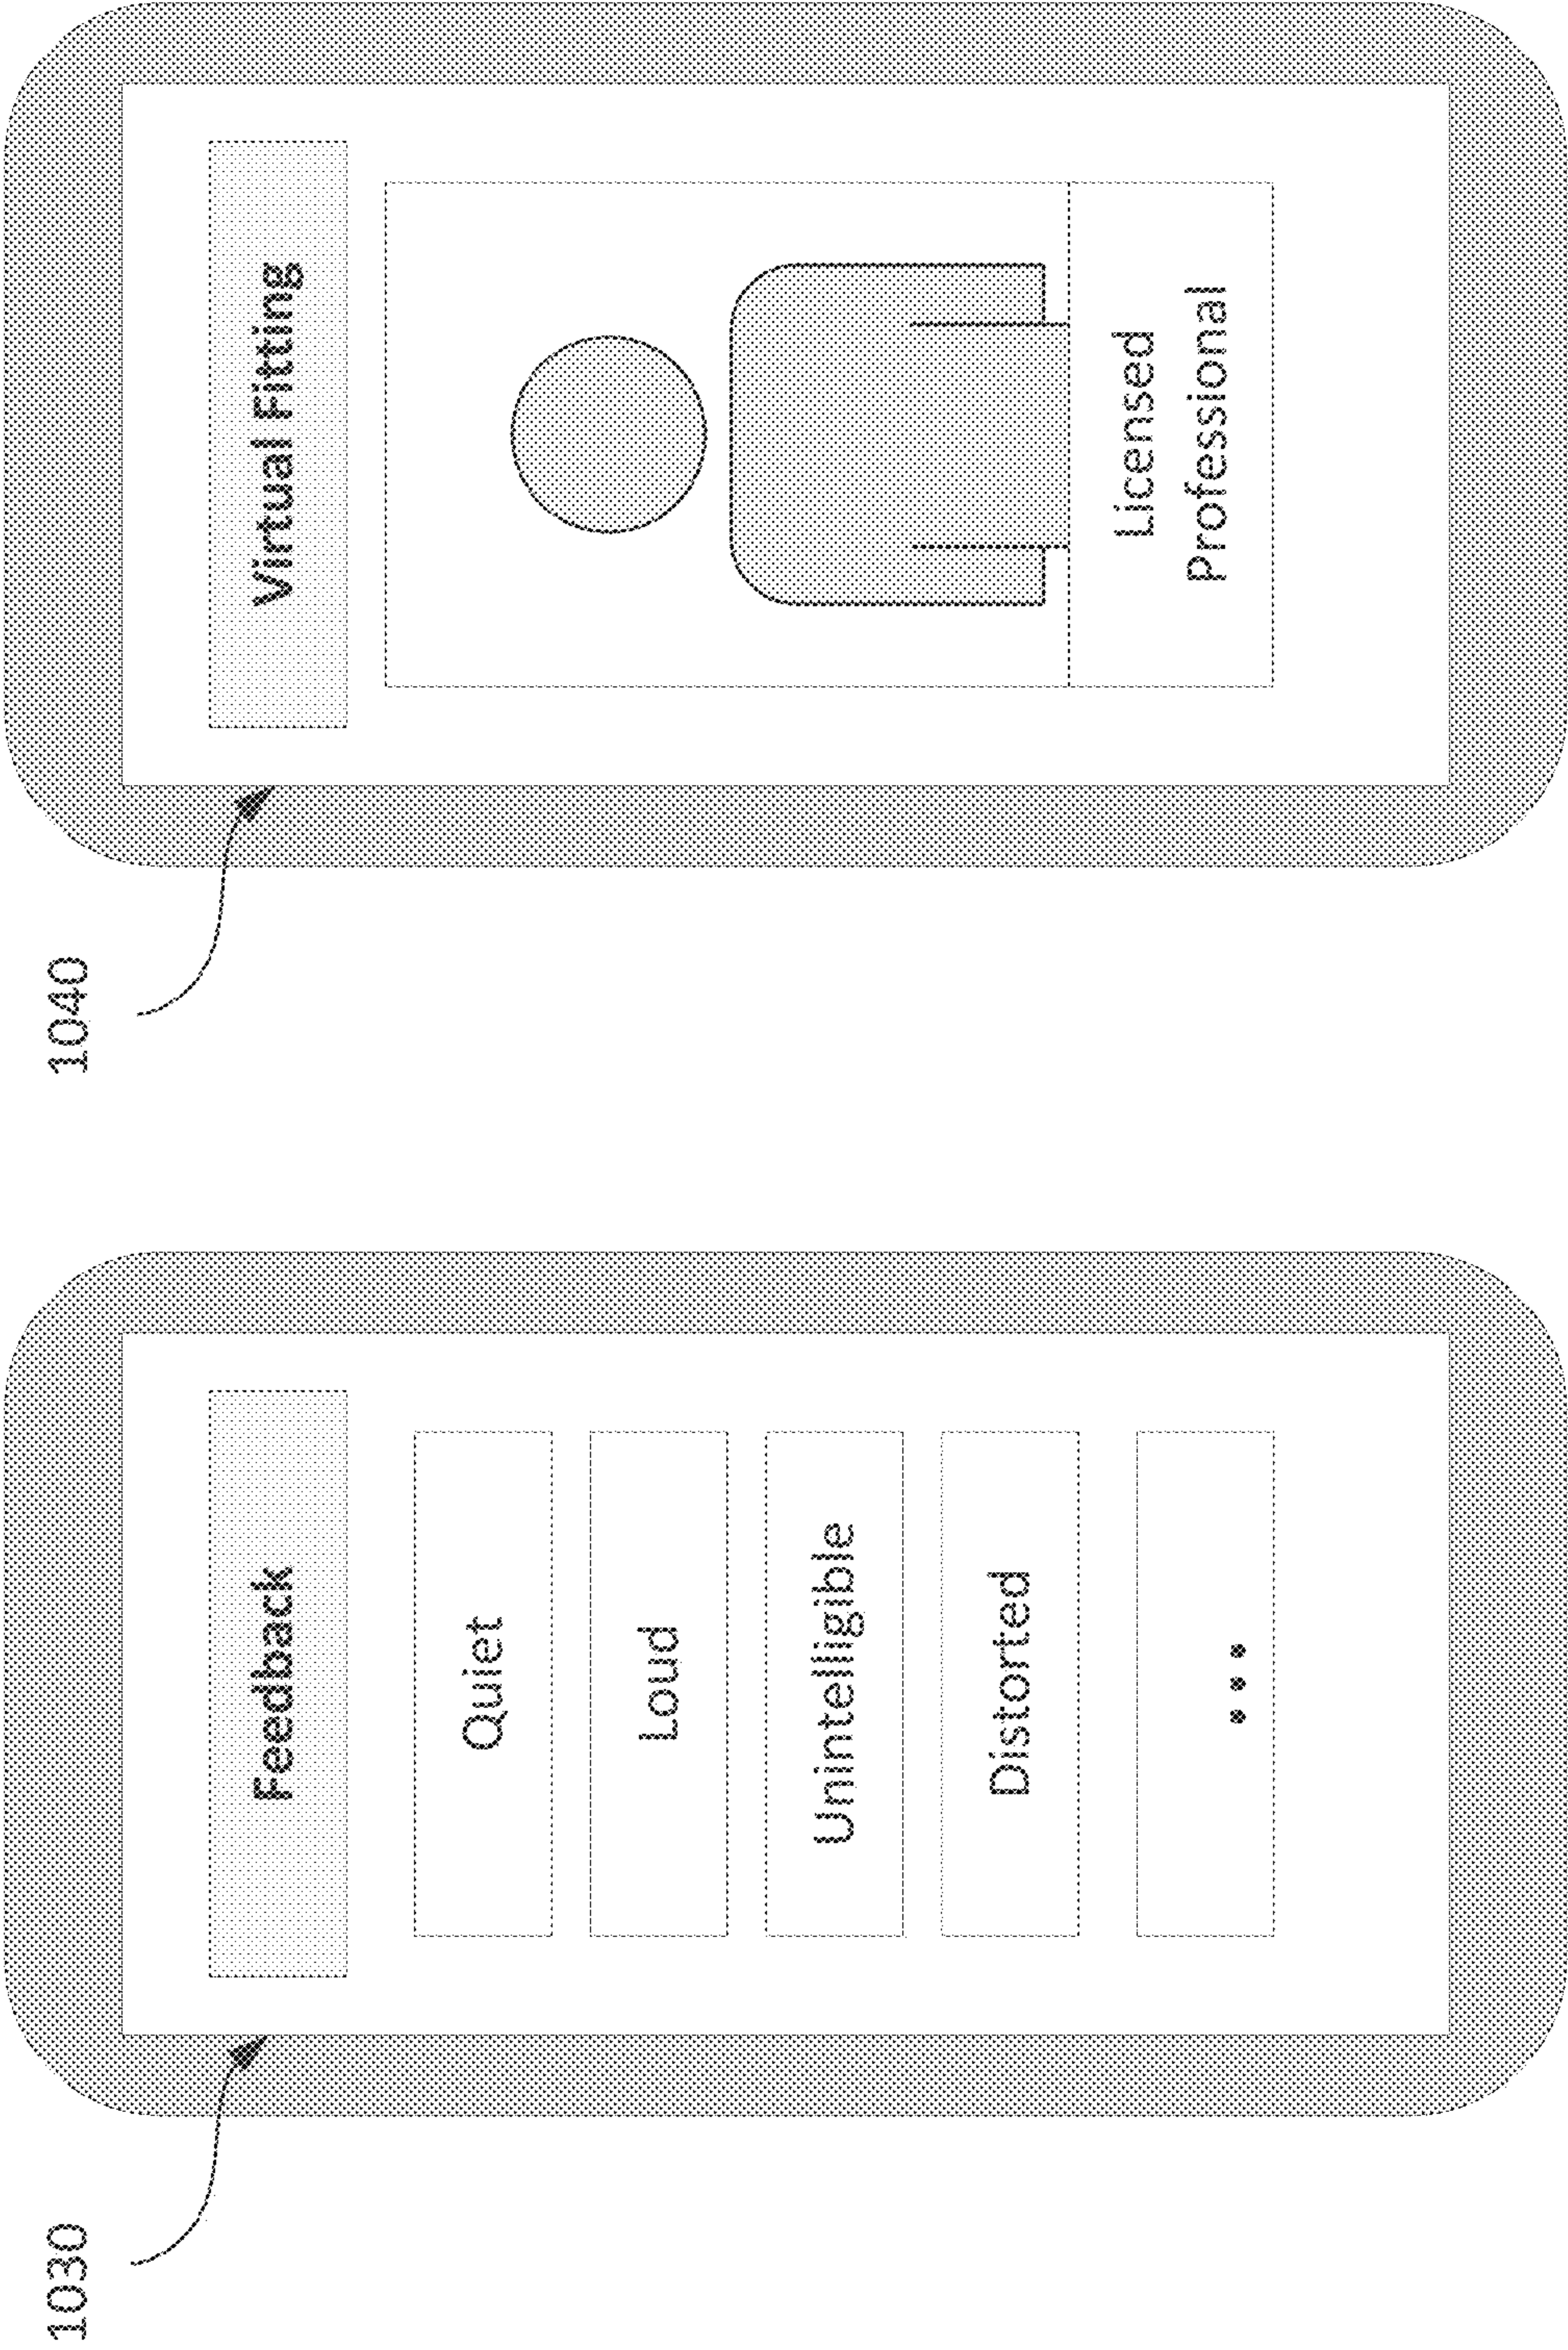 1030
Feedback
Quiet
Loud
Unintelligible
Distorted
...
1040
Virtual Fitting
Licensed
Professional